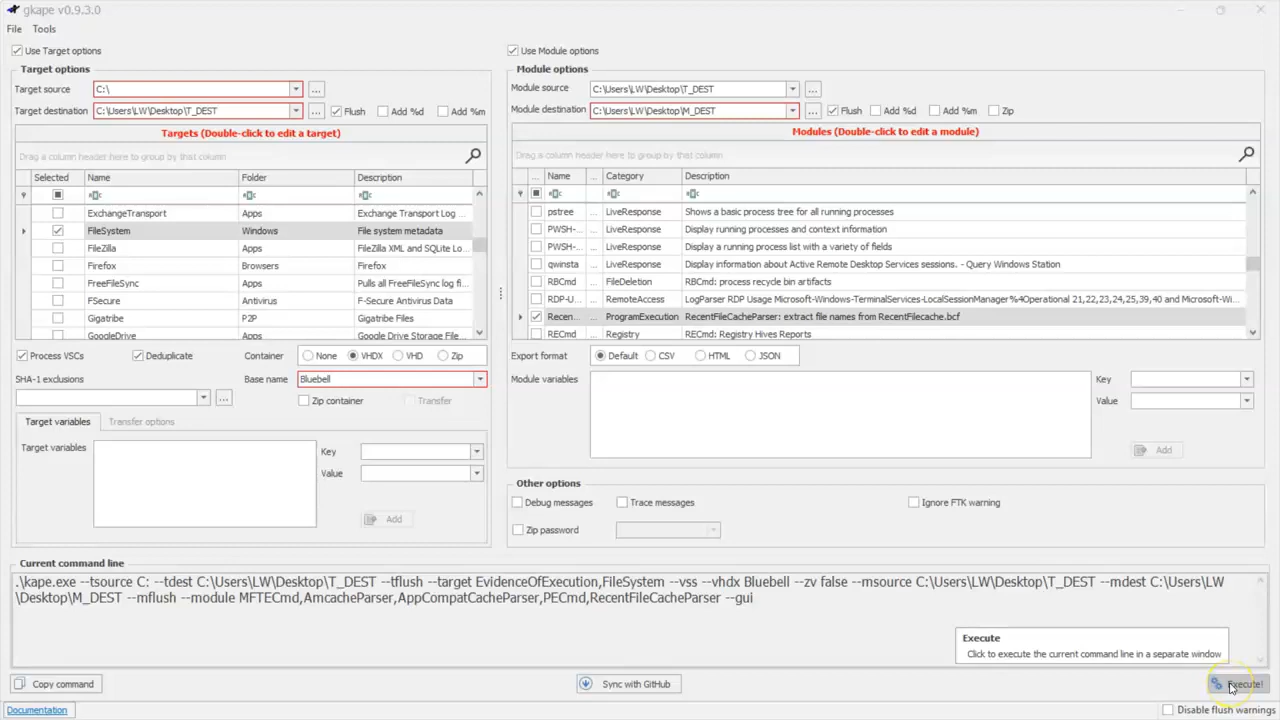 gkape v0.9.3.0
File Tools
Use Target options
Target options
Target source C:\ ...
Target destination C:\Users\LW\Desktop\T_DEST ... Flush Add %d Add %m
Targets (Double-click to edit a target)
Drag a column header here to group by that column
Selected Name Folder Description
ExchangeTransport Apps Exchange Transport Log ...
FileSystem Windows File system metadata
FileZilla Apps FileZilla XML and SQLite Lo...
Firefox Browsers Firefox
FreeFileSync Apps Pulls all FreeFileSync log fi...
FSecure Antivirus F-Secure Antivirus Data
Gigatribe P2P Gigatribe Files
GoogleDrive Apps Google Drive Storage File...
Process VSCs Deduplicate Container None VHDX VHD Zip
SHA-1 exclusions Base name Bluebell
... Zip container Transfer
Target variables Transfer options
Target variables Key
Value
Add
Use Module options
Module options
Module source C:\Users\LW\Desktop\T_DEST ...
Module destination C:\Users\LW\Desktop\M_DEST ... Flush Add %d Add %m Zip
Modules (Double-click to edit a module)
Drag a column header here to group by that column
... Name ... Category Description
pstree ... LiveResponse Shows a basic process tree for all running processes
PWSH-... ... LiveResponse Display running processes and context information
PWSH-... ... LiveResponse Display a running process list with a variety of fields
qwinsta ... LiveResponse Display information about Active Remote Desktop Services sessions. - Query Windows Station
RBCmd ... FileDeletion RBCmd: process recycle bin artifacts
RDP-U... ... RemoteAccess LogParser RDP Usage Microsoft-Windows-TerminalServices-LocalSessionManager%4Operational 21,22,23,24,25,39,40 and Microsoft-Wi...
Recen... ... ProgramExecution RecentFileCacheParser: extract file names from RecentFilecache.bcf
RECmd ... Registry RECmd: Registry Hives Reports
Export format Default CSV HTML JSON
Module variables Key
Value
Add
Other options
Debug messages Trace messages Ignore FTK warning
Zip password
Current command line
.\kape.exe --tsource C: --tdest C:\Users\LW\Desktop\T_DEST --tflush --target EvidenceOfExecution,FileSystem --vss --vhdx Bluebell --zv false --msource C:\Users\LW\Desktop\T_DEST --mdest C:\Users\LW
\Desktop\M_DEST --mflush --module MFTECmd,AmcacheParser,AppCompatCacheParser,PECmd,RecentFileCacheParser --gui
Execute
Click to execute the current command line in a separate window
Copy command Sync with GitHub Execute!
Documentation Disable flush warnings